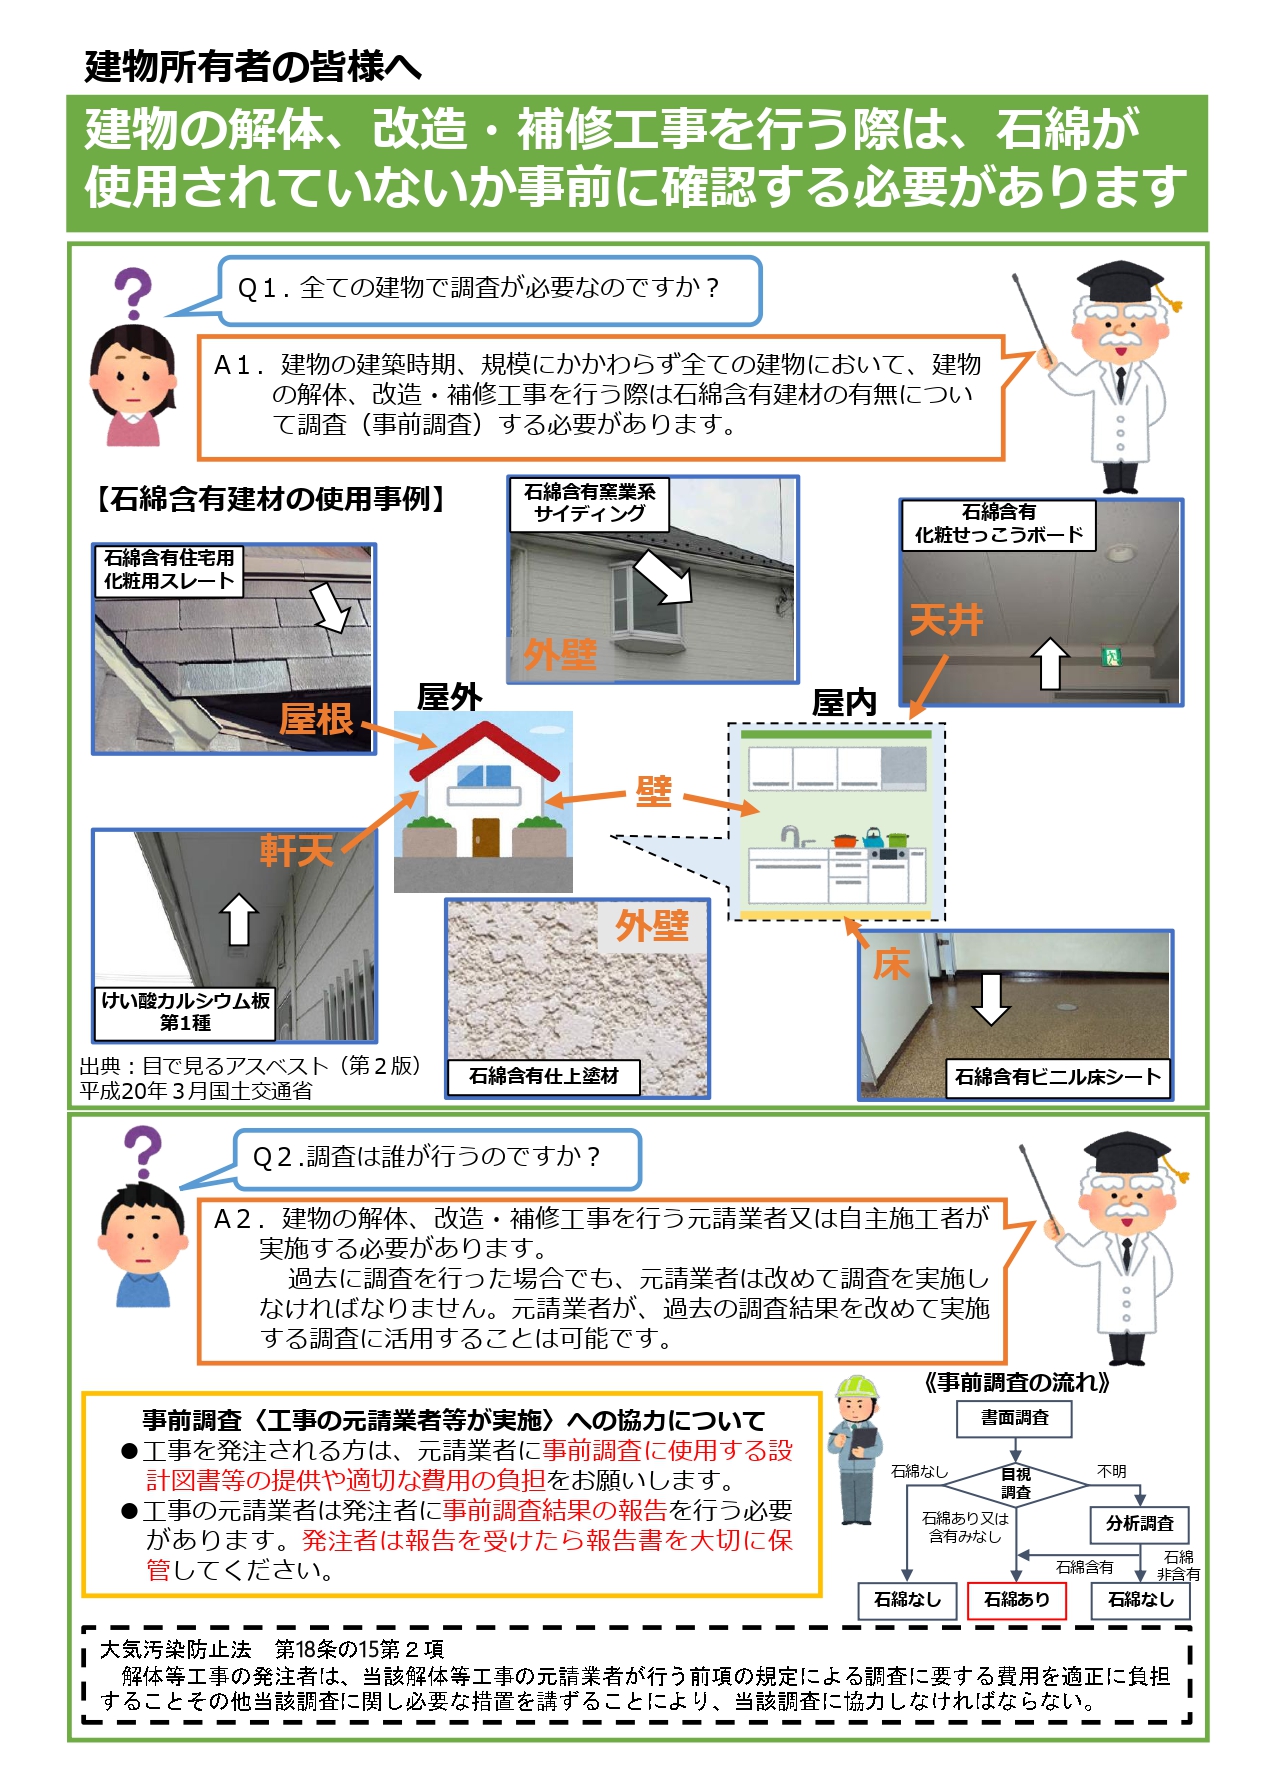 建物所有者の皆様へ
建物の解体、改造・補修工事を行う際は、石綿が
使用されていないか事前に確認する必要があります
?
Q1. 全ての建物で調査が必要なのですか？
A1. 建物の建築時期、規模にかかわらず全ての建物において、建物
の解体、改造・補修工事を行う際は石綿含有建材の有無につい
て調査（事前調査）する必要があります。
【石綿含有建材の使用事例】
石綿含有窯業系
サイディング
外壁
石綿含有
化粧せっこうボード
天井
石綿含有住宅用
化粧用スレート
屋根
屋外
屋内
壁
軒天
けい酸カルシウム板
第1種
外壁
石綿含有仕上塗材
床
石綿含有ビニル床シート
出典：目で見るアスベスト（第２版）
平成20年３月国土交通省
?
Q２.調査は誰が行うのですか？
A２. 建物の解体、改造・補修工事を行う元請業者又は自主施工者が
実施する必要があります。
過去に調査を行った場合でも、元請業者は改めて調査を実施し
なければなりません。元請業者が、過去の調査結果を改めて実施
する調査に活用することは可能です。
事前調査〈工事の元請業者等が実施〉への協力について
●工事を発注される方は、元請業者に事前調査に使用する設
計図書等の提供や適切な費用の負担をお願いします。
●工事の元請業者は発注者に事前調査結果の報告を行う必要
があります。発注者は報告を受けたら報告書を大切に保
管してください。
《事前調査の流れ》
書面調査
石綿なし
目視
調査
不明
石綿あり又は
含有みなし
分析調査
石綿含有
石綿
非含有
石綿なし
石綿あり
石綿なし
大気汚染防止法　第18条の15第２項
解体等工事の発注者は、当該解体等工事の元請業者が行う前項の規定による調査に要する費用を適正に負担
することその他当該調査に関し必要な措置を講ずることにより、当該調査に協力しなければならない。